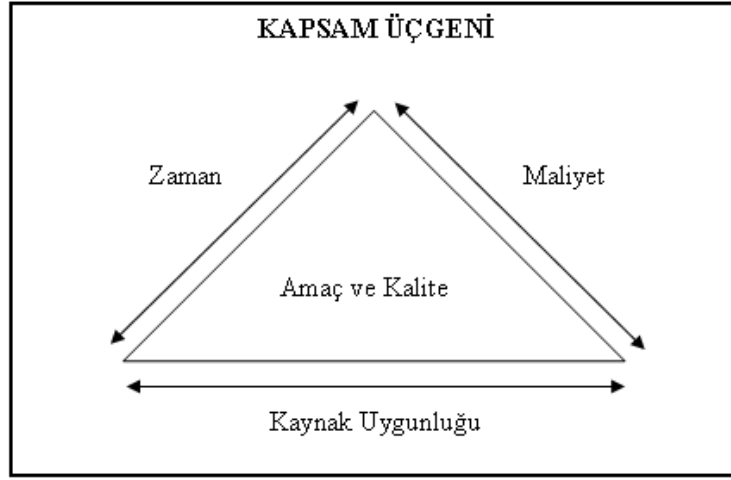 KAPSAM ÜÇGENİ
Zaman
Maliyet
Amaç ve Kalite
Kaynak Uygunluğu